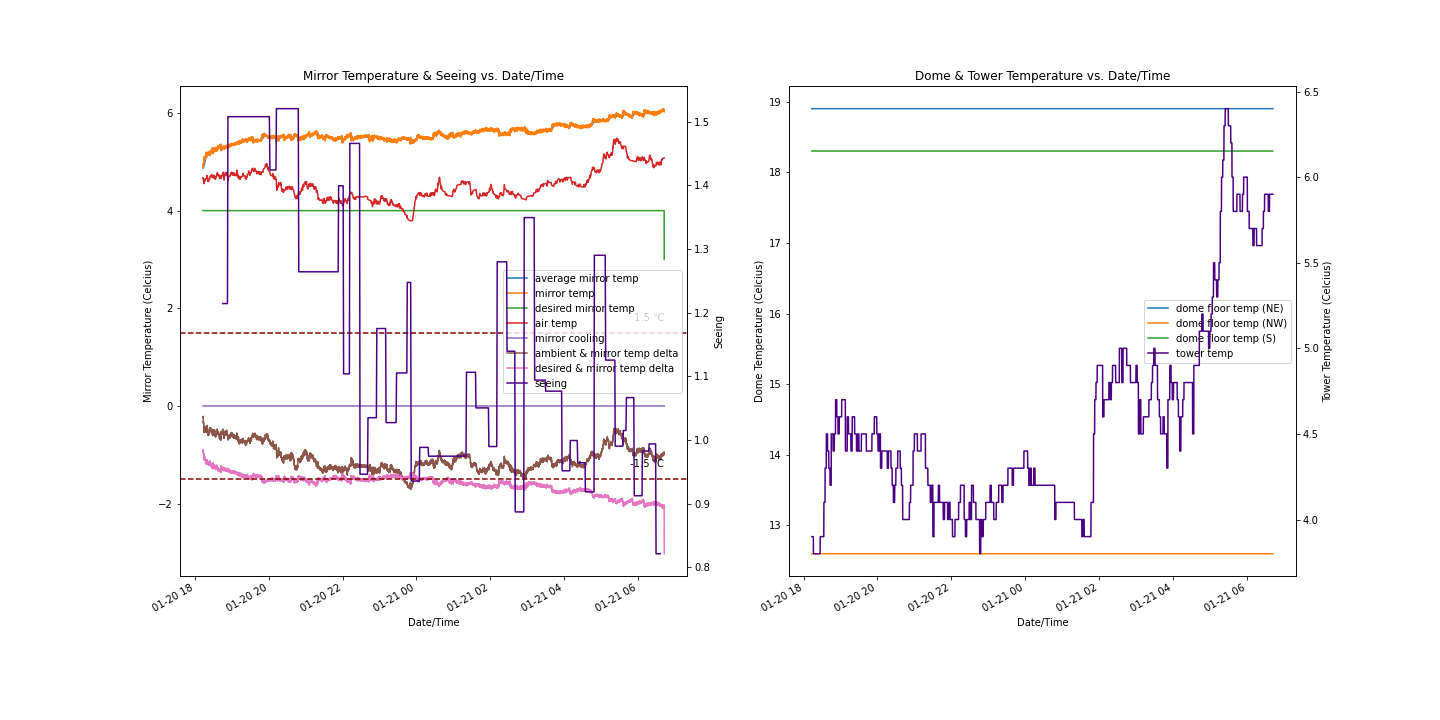 Mirror Temperature & Seeing vs. Date/Time
6
4
2
0
−2
Mirror Temperature (Celcius)
1.5
1.4
1.3
1.2
1.1
1.0
0.9
0.8
Seeing
average mirror temp
mirror temp
desired mirror temp
air temp
mirror cooling
ambient & mirror temp delta
desired & mirror temp delta
seeing
1.5 °C
-1.5 °C
01-20 18
01-20 20
01-20 22
01-21 00
01-21 02
01-21 04
01-21 06
Date/Time
Dome & Tower Temperature vs. Date/Time
19
18
17
16
15
14
13
Dome Temperature (Celcius)
6.5
6.0
5.5
5.0
4.5
4.0
Tower Temperature (Celcius)
dome floor temp (NE)
dome floor temp (NW)
dome floor temp (S)
tower temp
01-20 18
01-20 20
01-20 22
01-21 00
01-21 02
01-21 04
01-21 06
Date/Time